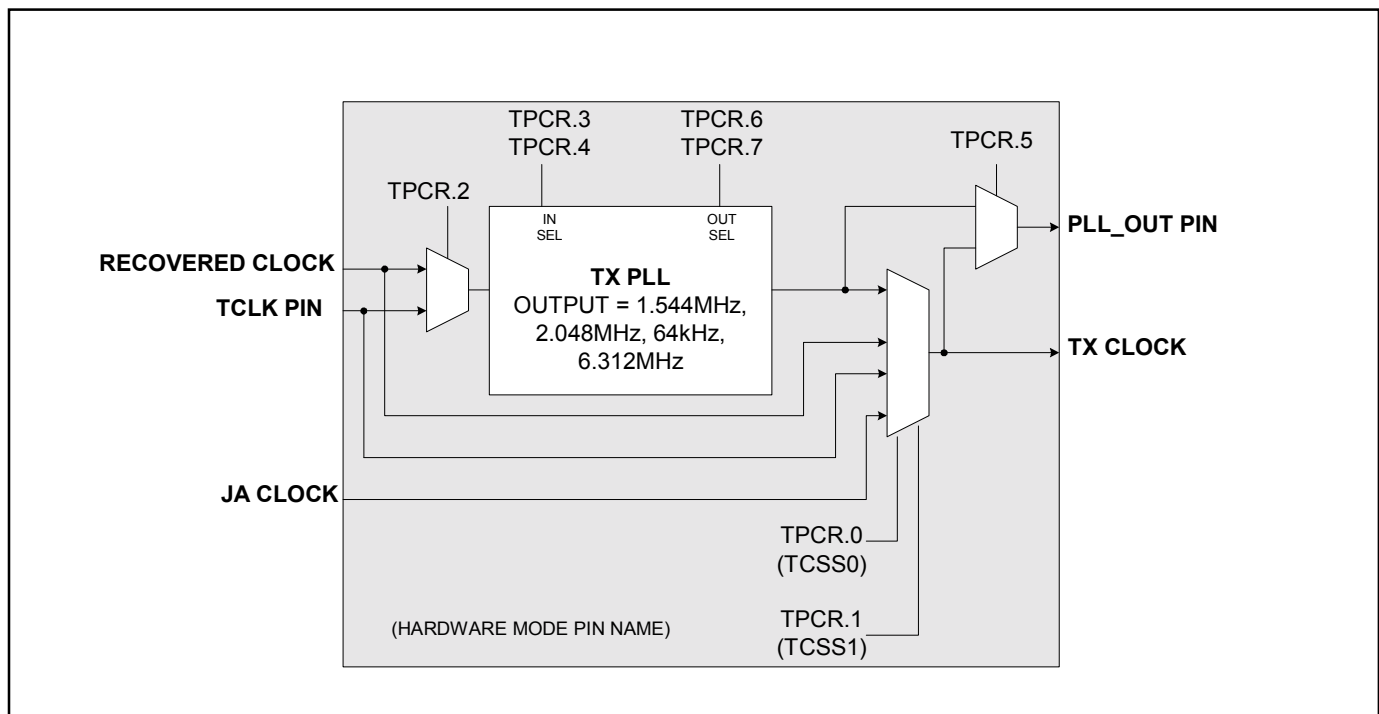 TPCR.3
TPCR.4
TPCR.6
TPCR.7
TPCR.5
TPCR.2
IN
SEL
OUT
SEL
PLL_OUT PIN
RECOVERED CLOCK
TCLK PIN
TX PLL
OUTPUT = 1.544MHz,
2.048MHz, 64kHz,
6.312MHz
TX CLOCK
JA CLOCK
TPCR.0
(TCSS0)
TPCR.1
(TCSS1)
(HARDWARE MODE PIN NAME)